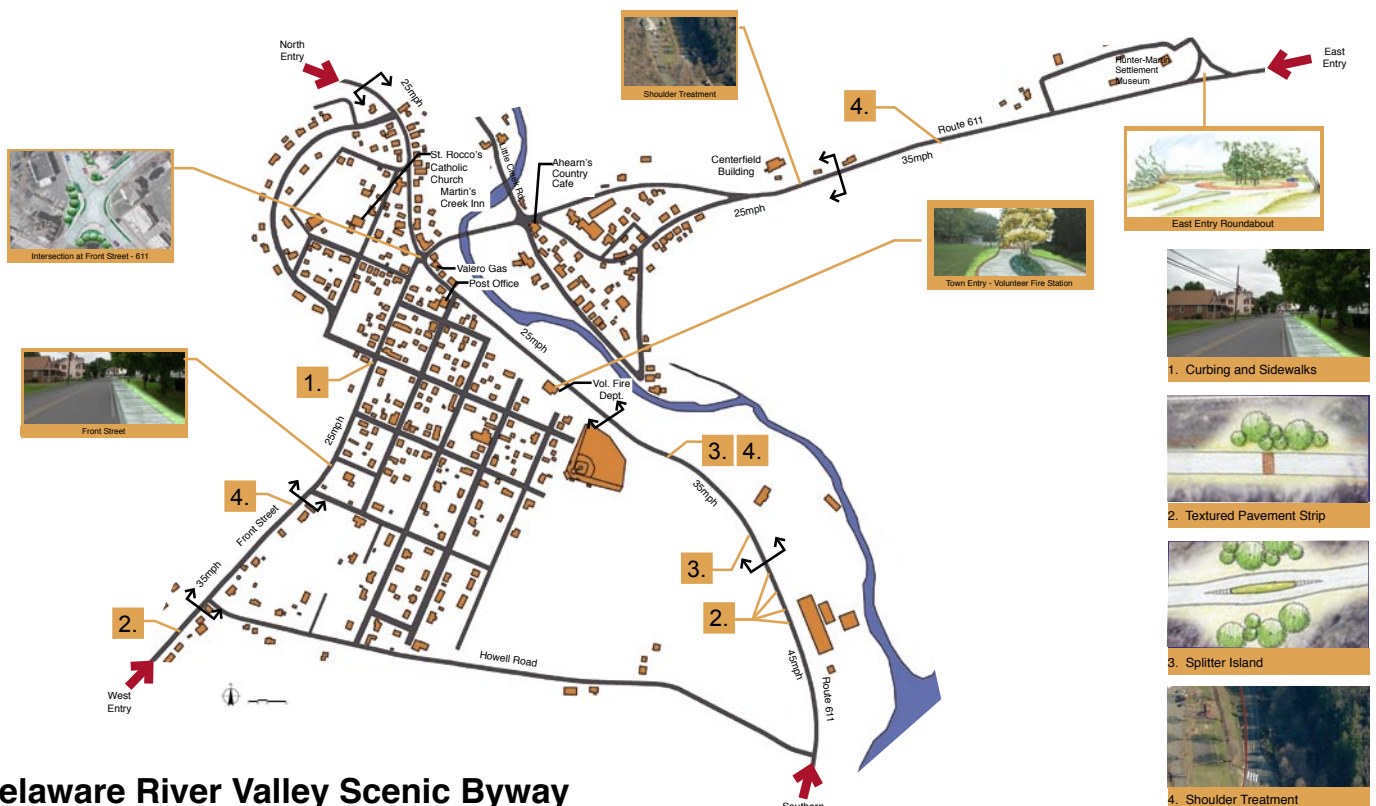 North
Entry
25mph
Shoulder Treatment
Hunter-Martin
Settlement
Museum
East
Entry
4.
Route 611
35mph
St. Rocco's
Catholic
Church
Martin's
Creek Inn
Little Creek Rd.
Ahearn's
Country
Cafe
Centerfield
Building
25mph
East Entry Roundabout
Intersection at Front Street - 611
Valero Gas
Post Office
Town Entry - Volunteer Fire Station
25mph
1.
Vol. Fire
Dept.
1. Curbing and Sidewalks
Front Street
25mph
3.
4.
35mph
4.
Front Street
2. Textured Pavement Strip
35mph
3.
2.
2.
45mph
Route 611
Howell Road
3. Splitter Island
West
Entry
elaware River Valley Scenic Byway
4. Shoulder Treatment